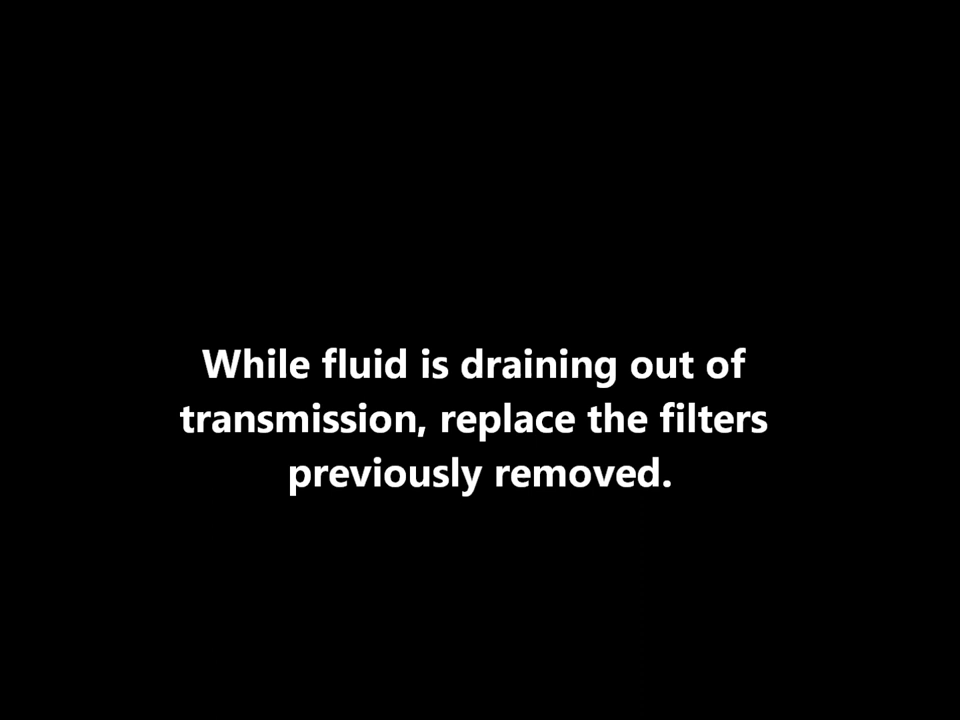 While fluid is draining out of
transmission, replace the filters
previously removed.